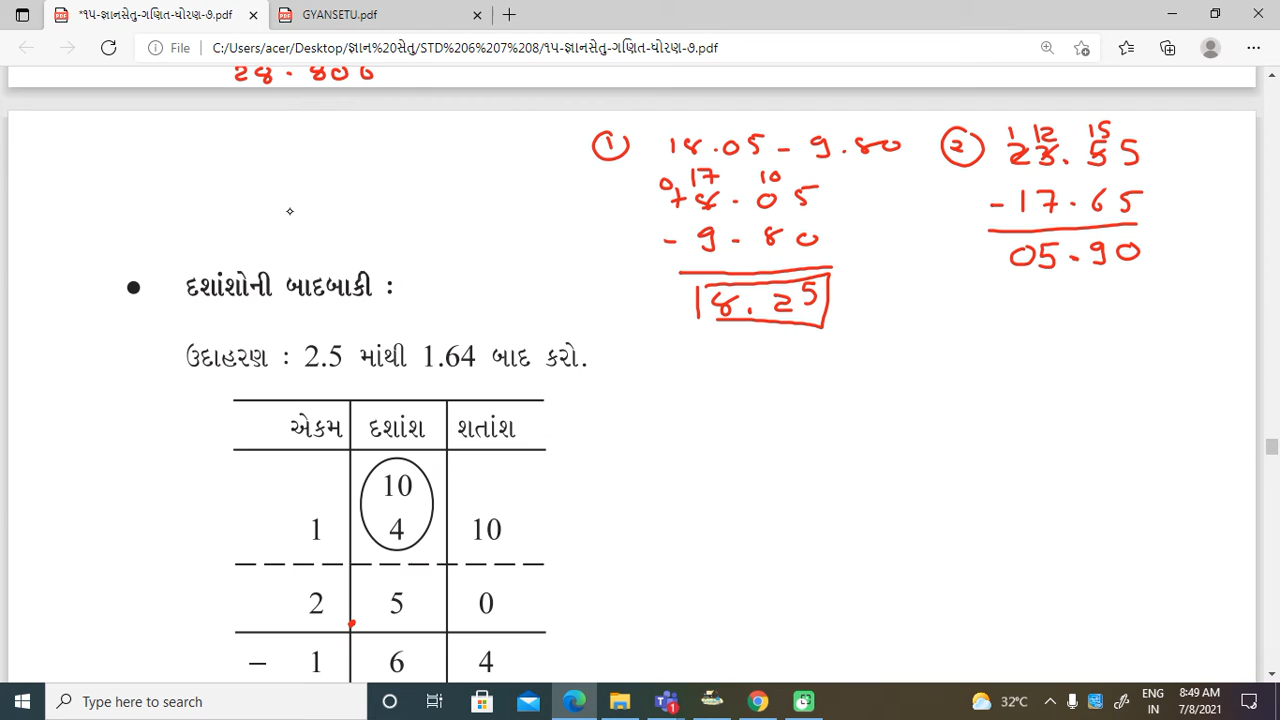 *૧૫-જ્ઞાનસેતુ-ગણિત-ધોરણ-૭.pdf
GYANSETU.pdf
File C:/Users/acer/Desktop/જ્ઞાન%20સેતુ/STD%206%207%208/૧૫-જ્ઞાનસેતુ-ગણિત-ધોરણ-૭.pdf
① 18.05 - 9.80
0 17 10
18.05
- 9.80
18.25
② 1 12 15
23.55
- 17.65
05.90
દશાંશોની બાદબાકી :
ઉદાહરણ : 2.5 માંથી 1.64 બાદ કરો.
એકમ દશાંશ શતાંશ
10
1 4 10
2 5 0
– 1 6 4
Type here to search
32°C
ENG
IN
8:49 AM
7/8/2021